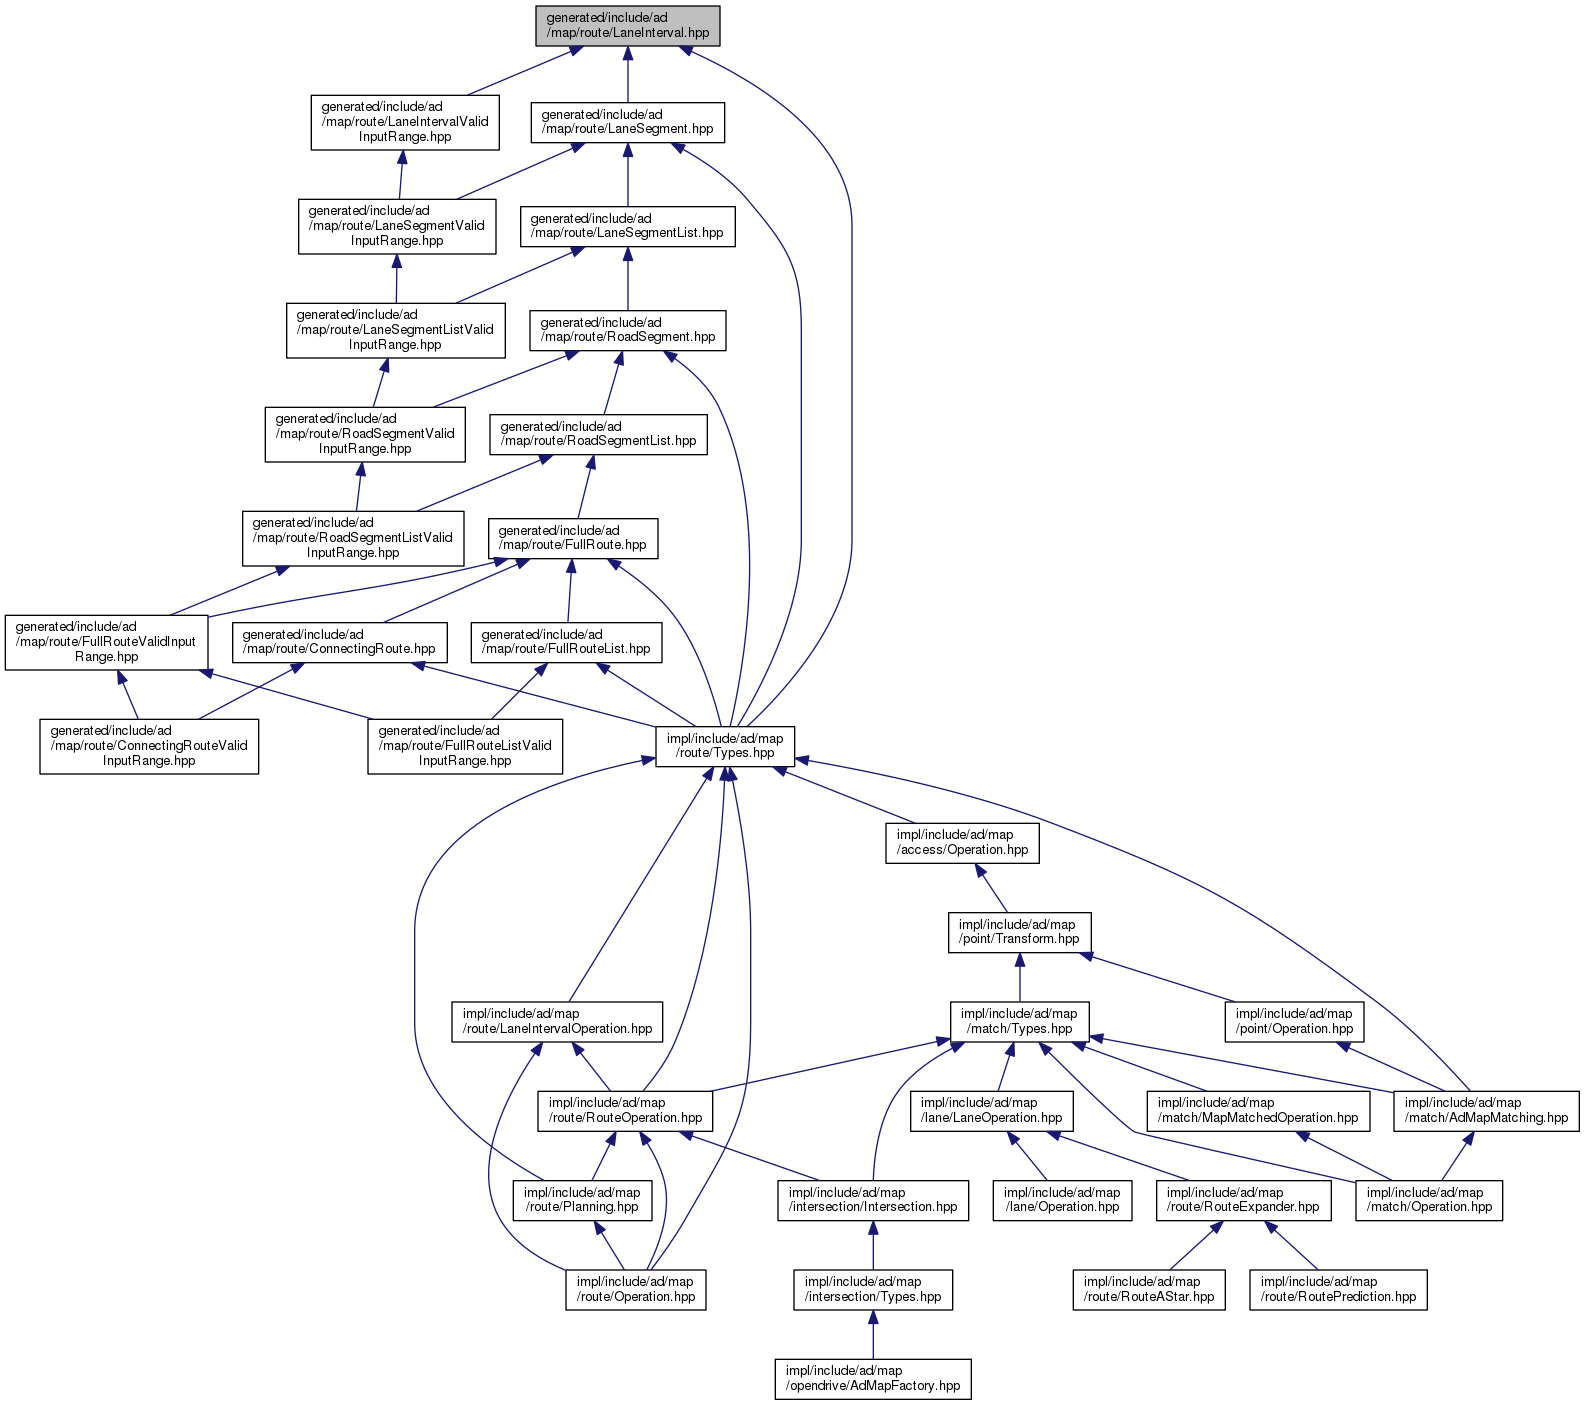 generated/include/ad
/map/route/LaneInterval.hpp
generated/include/ad
/map/route/LaneIntervalValid
InputRange.hpp
generated/include/ad
/map/route/LaneSegment.hpp
generated/include/ad
/map/route/LaneSegmentValid
InputRange.hpp
generated/include/ad
/map/route/LaneSegmentList.hpp
generated/include/ad
/map/route/LaneSegmentListValid
InputRange.hpp
generated/include/ad
/map/route/RoadSegment.hpp
generated/include/ad
/map/route/RoadSegmentValid
InputRange.hpp
generated/include/ad
/map/route/RoadSegmentList.hpp
generated/include/ad
/map/route/RoadSegmentListValid
InputRange.hpp
generated/include/ad
/map/route/FullRoute.hpp
generated/include/ad
/map/route/FullRouteValidInput
Range.hpp
generated/include/ad
/map/route/ConnectingRoute.hpp
generated/include/ad
/map/route/FullRouteList.hpp
generated/include/ad
/map/route/ConnectingRouteValid
InputRange.hpp
generated/include/ad
/map/route/FullRouteListValid
InputRange.hpp
impl/include/ad/map
/route/Types.hpp
impl/include/ad/map
/access/Operation.hpp
impl/include/ad/map
/point/Transform.hpp
impl/include/ad/map
/route/LaneIntervalOperation.hpp
impl/include/ad/map
/match/Types.hpp
impl/include/ad/map
/point/Operation.hpp
impl/include/ad/map
/route/RouteOperation.hpp
impl/include/ad/map
/lane/LaneOperation.hpp
impl/include/ad/map
/match/MapMatchedOperation.hpp
impl/include/ad/map
/match/AdMapMatching.hpp
impl/include/ad/map
/route/Planning.hpp
impl/include/ad/map
/intersection/Intersection.hpp
impl/include/ad/map
/lane/Operation.hpp
impl/include/ad/map
/route/RouteExpander.hpp
impl/include/ad/map
/match/Operation.hpp
impl/include/ad/map
/route/Operation.hpp
impl/include/ad/map
/intersection/Types.hpp
impl/include/ad/map
/route/RouteAStar.hpp
impl/include/ad/map
/route/RoutePrediction.hpp
impl/include/ad/map
/opendrive/AdMapFactory.hpp